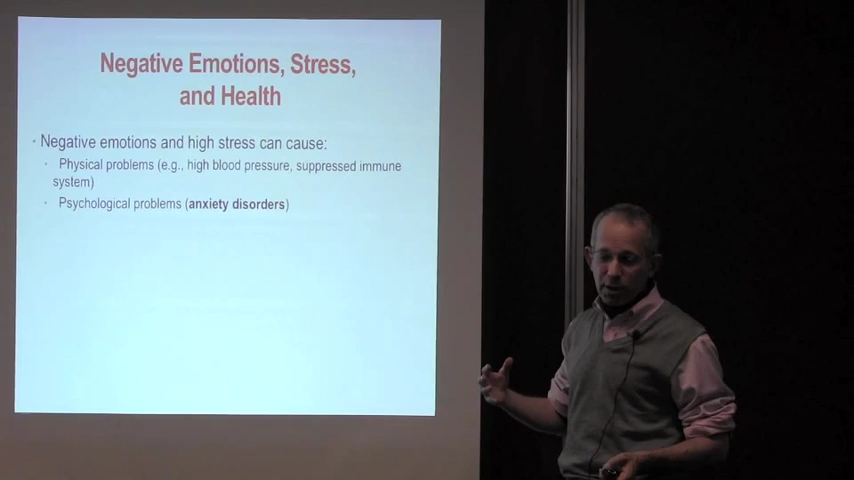 Negative Emotions, Stress,
and Health
· Negative emotions and high stress can cause:
· Physical problems (e.g., high blood pressure, suppressed immune
system)
· Psychological problems (anxiety disorders)